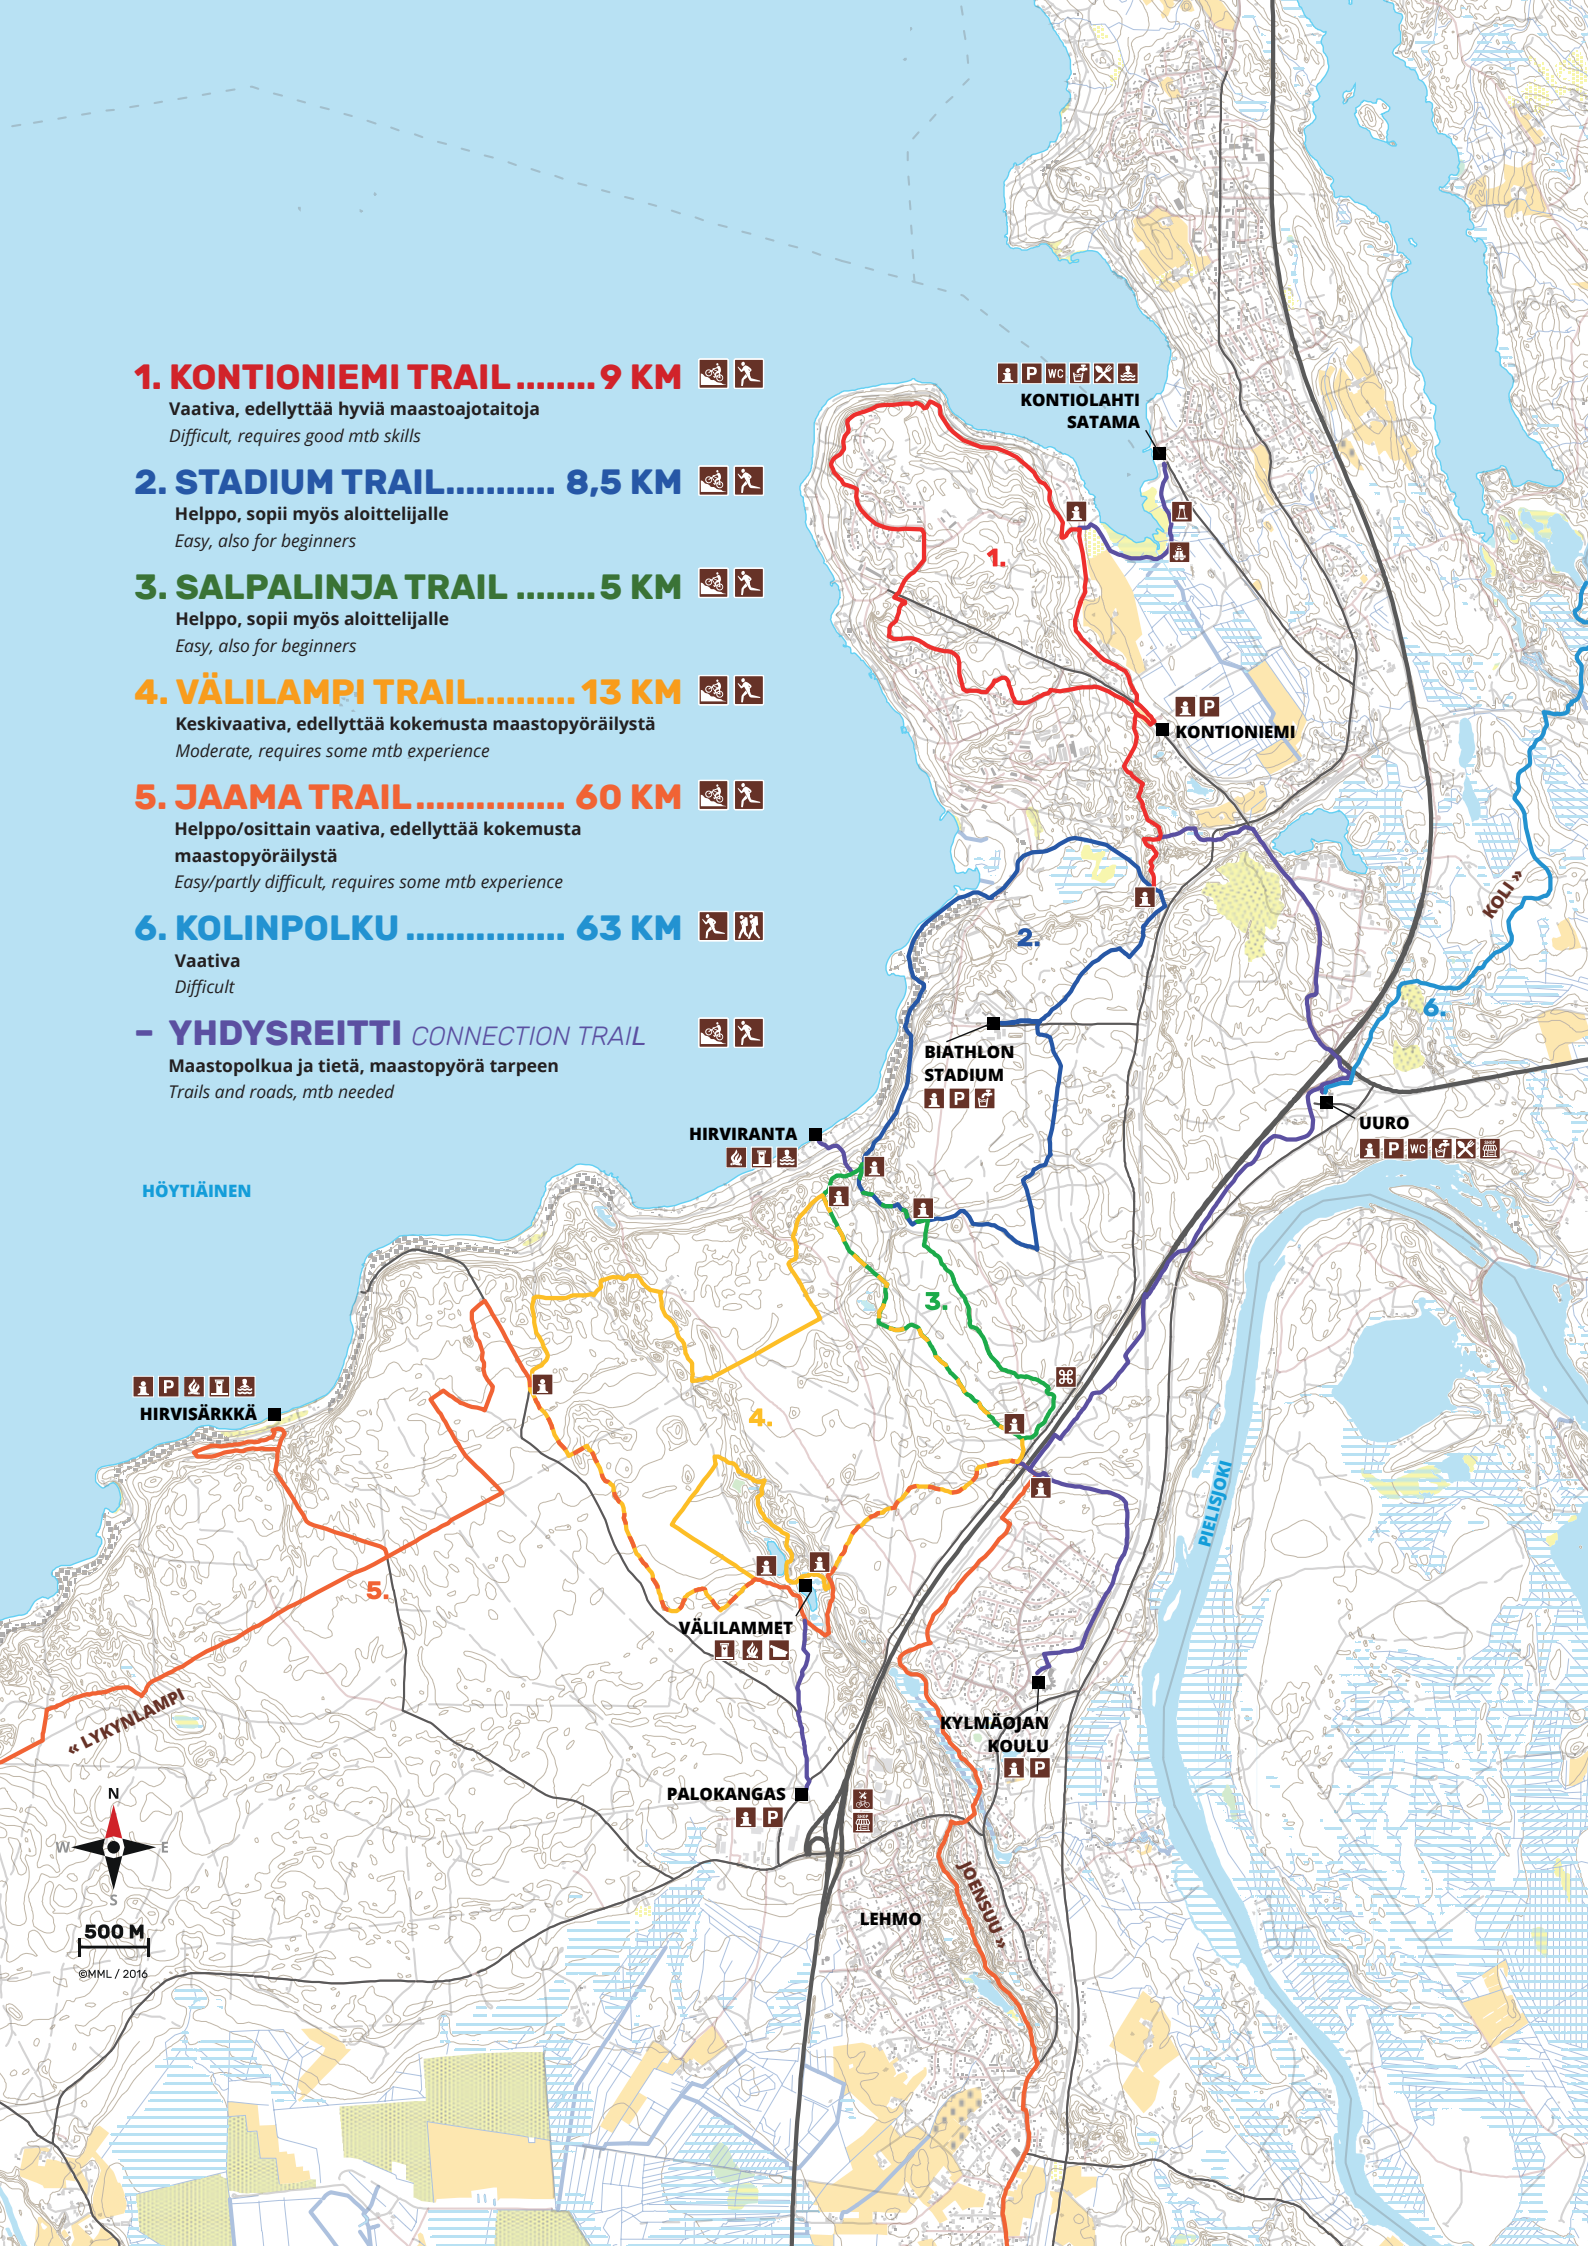 1. KONTIONIEMI TRAIL ........ 9 KM
Vaativa, edellyttää hyviä maastoajotaitoja
Difficult, requires good mtb skills
2. STADIUM TRAIL........... 8,5 KM
Helppo, sopii myös aloittelijalle
Easy, also for beginners
3. SALPALINJA TRAIL ........ 5 KM
Helppo, sopii myös aloittelijalle
Easy, also for beginners
4. VÄLILAMPI TRAIL.......... 13 KM
Keskivaativa, edellyttää kokemusta maastopyöräilystä
Moderate, requires some mtb experience
5. JAAMA TRAIL ............... 60 KM
Helppo/osittain vaativa, edellyttää kokemusta
maastopyöräilystä
Easy/partly difficult, requires some mtb experience
6. KOLINPOLKU ................ 63 KM
Vaativa
Difficult
– YHDYSREITTI CONNECTION TRAIL
Maastopolkua ja tietä, maastopyörä tarpeen
Trails and roads, mtb needed
P WC
KONTIOLAHTI
SATAMA
1.
P
KONTIONIEMI
KOLI »
2.
6.
BIATHLON
STADIUM
P
HIRVIRANTA
UURO
P WC SHOP
HÖYTIÄINEN
3.
P
HIRVISÄRKKÄ
4.
PIELISJOKI
5.
VÄLILAMMET
« LYKYNLAMPI
KYLMÄOJAN
KOULU
P
PALOKANGAS
P
SHOP
JOENSUU »
LEHMO
N
W E
S
500 M
©MML / 2016